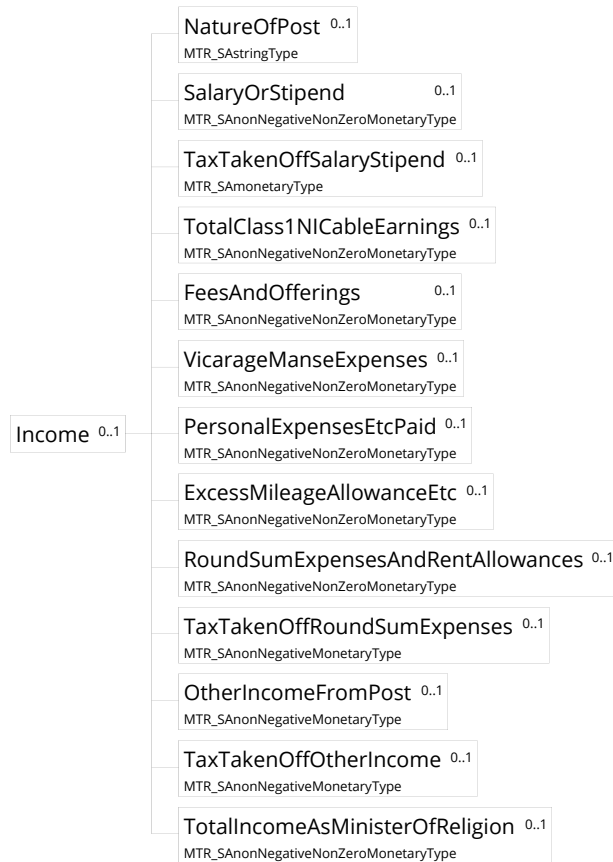 NatureOfPost 0..1
MTR_SAstringType
SalaryOrStipend 0..1
MTR_SAnonNegativeNonZeroMonetaryType
TaxTakenOffSalaryStipend 0..1
MTR_SAmonetaryType
TotalClass1NICableEarnings 0..1
MTR_SAnonNegativeNonZeroMonetaryType
FeesAndOfferings 0..1
MTR_SAnonNegativeNonZeroMonetaryType
VicarageManseExpenses 0..1
MTR_SAnonNegativeNonZeroMonetaryType
Income 0..1
PersonalExpensesEtcPaid 0..1
MTR_SAnonNegativeNonZeroMonetaryType
ExcessMileageAllowanceEtc 0..1
MTR_SAnonNegativeNonZeroMonetaryType
RoundSumExpensesAndRentAllowances 0..1
MTR_SAnonNegativeNonZeroMonetaryType
TaxTakenOffRoundSumExpenses 0..1
MTR_SAnonNegativeMonetaryType
OtherIncomeFromPost 0..1
MTR_SAnonNegativeMonetaryType
TaxTakenOffOtherIncome 0..1
MTR_SAnonNegativeMonetaryType
TotalIncomeAsMinisterOfReligion 0..1
MTR_SAnonNegativeNonZeroMonetaryType